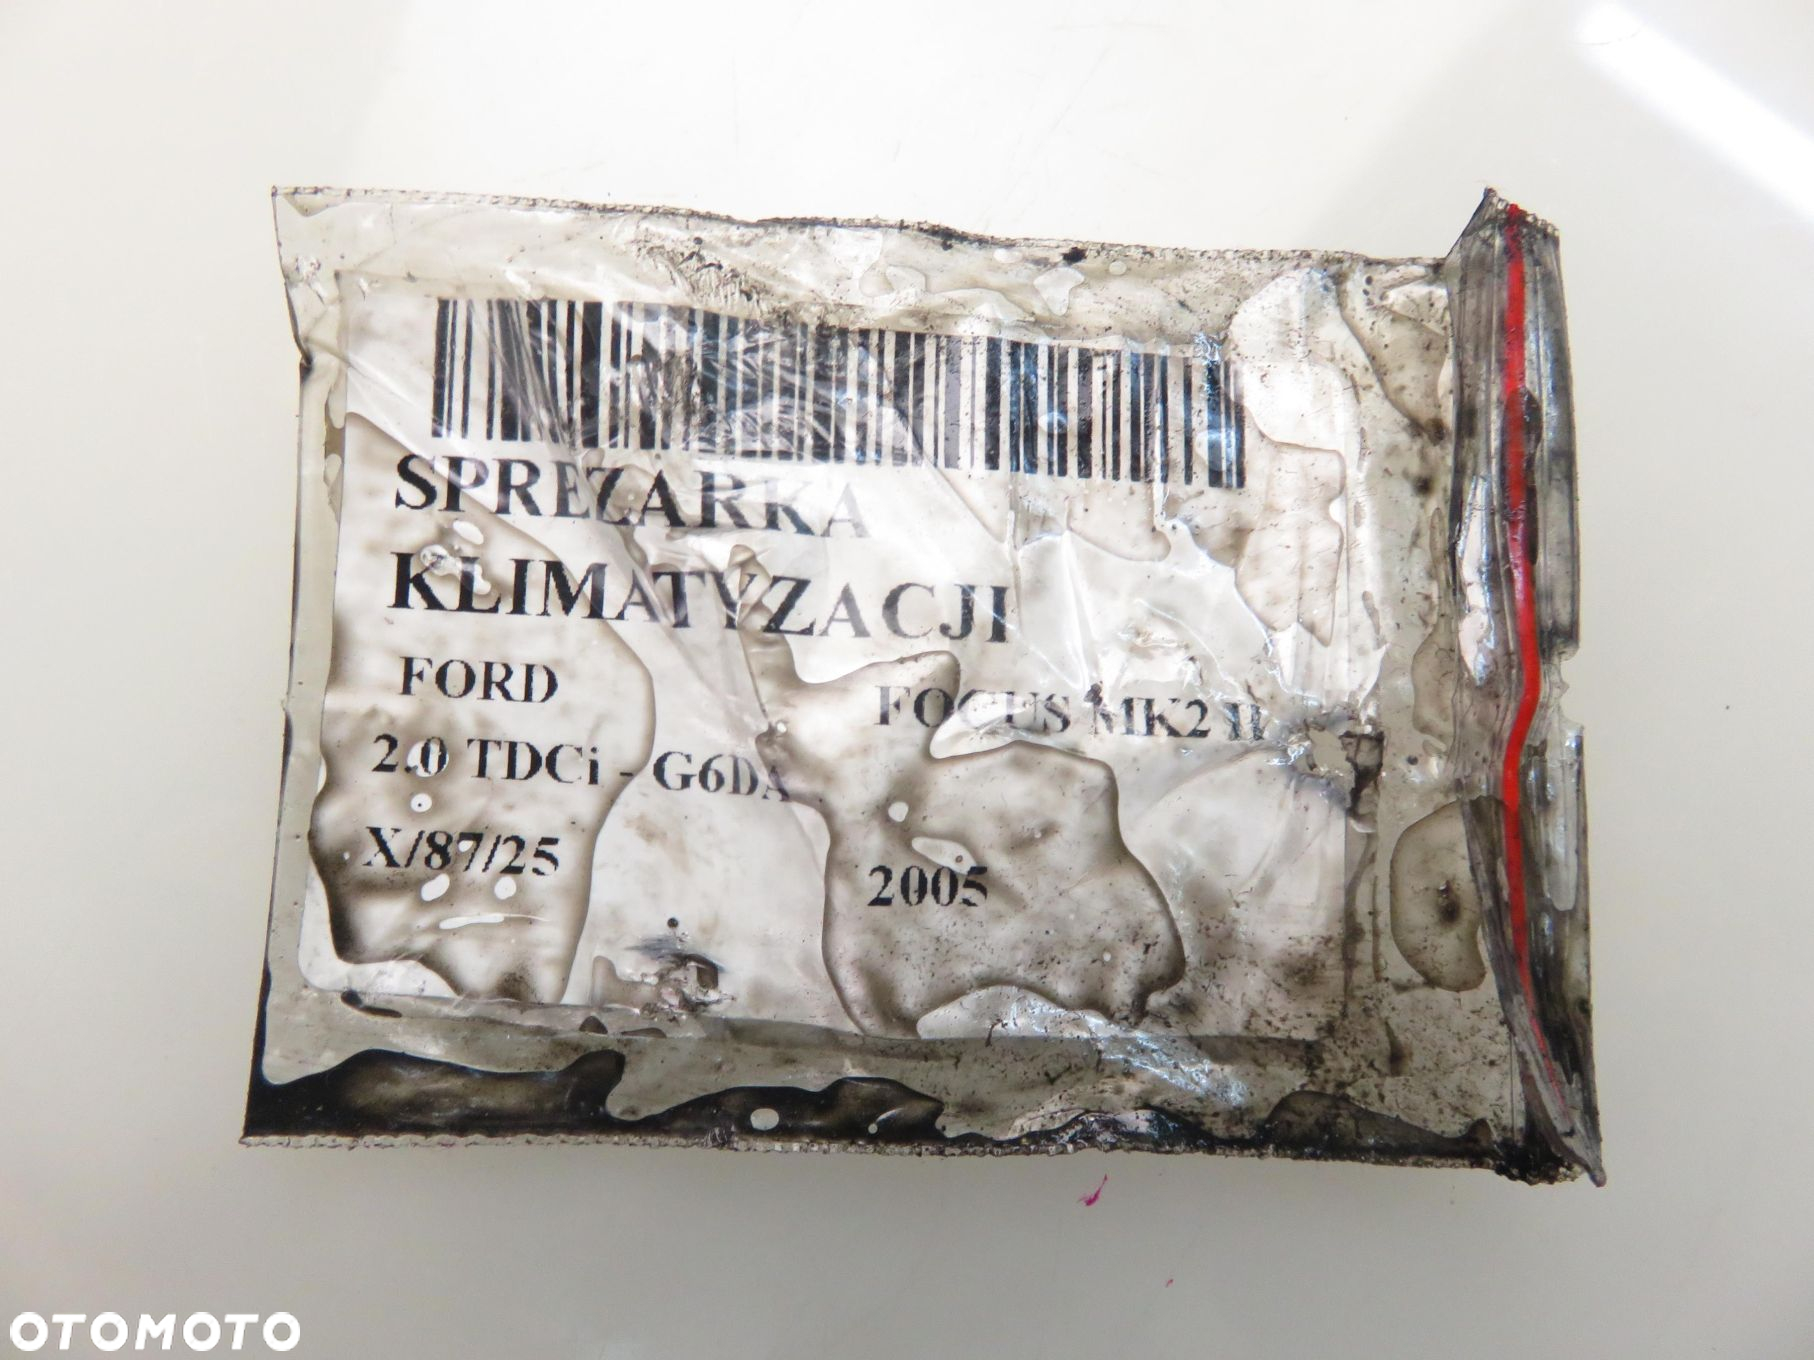 SPREZARKA
KLIMATYZACJI
FORD FOCUS MK2 II
2.0 TDCi - G6DA
X/87/25 2005
OTOMOTO